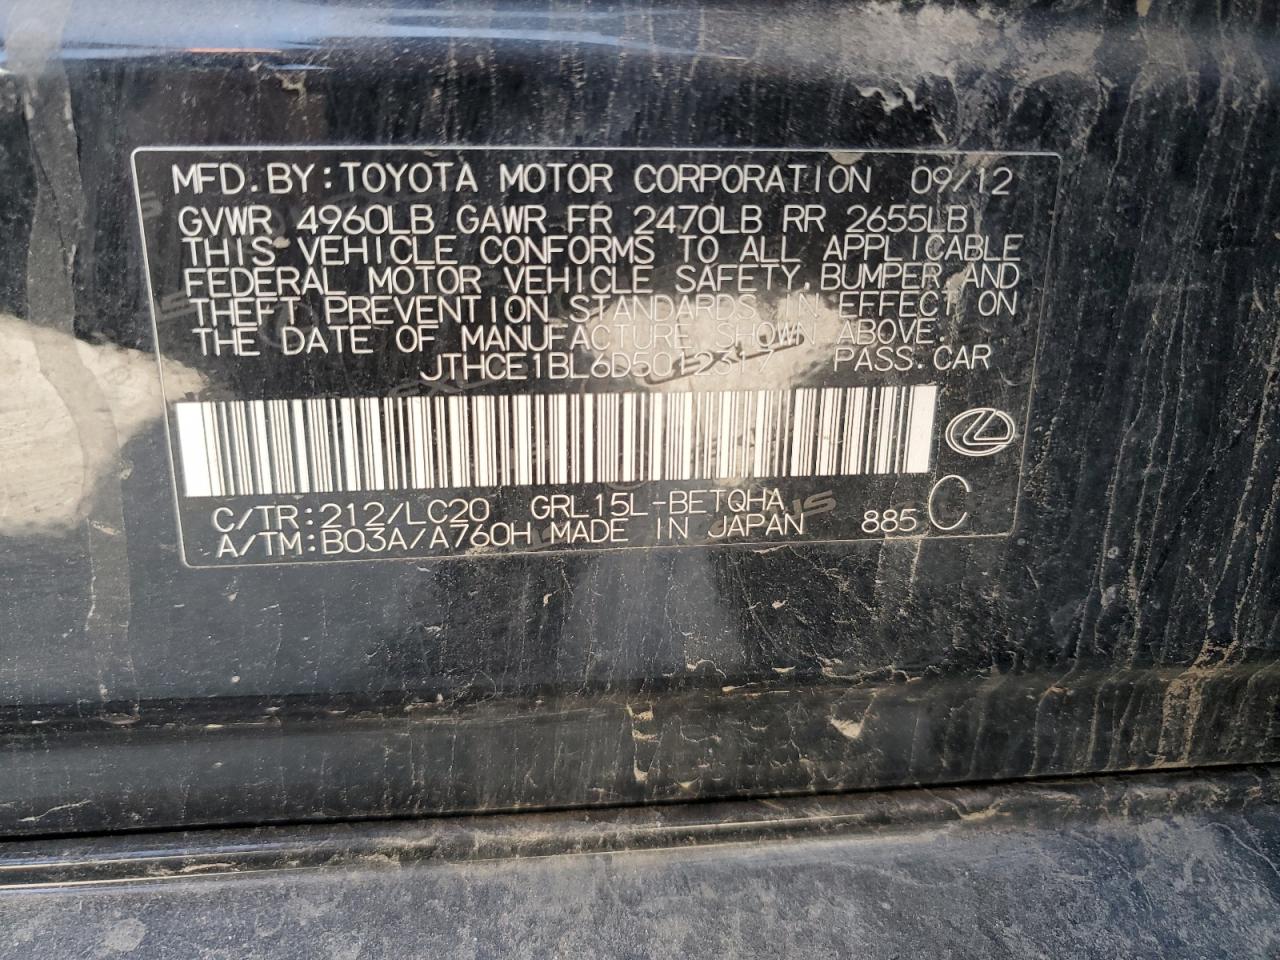 MFD.BY:TOYOTA MOTOR CORPORATION 09/12
GVWR 4960LB GAWR FR 2470LB RR 2655LB
THIS VEHICLE CONFORMS TO ALL APPLICABLE
FEDERAL MOTOR VEHICLE SAFETY,BUMPER,AND
THEFT PREVENTION STANDARDS IN EFFECT ON
THE DATE OF MANUFACTURE SHOWN ABOVE.
JTHCE1BL6D5012317 PASS.CAR
C/TR:212/LC20 GRL15L-BETQHA
A/TM:B03A/A760H MADE IN JAPAN 885 C